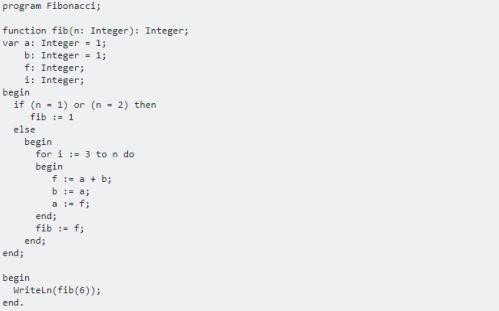 program Fibonacci;

function fib(n: Integer): Integer;
var a: Integer = 1;
    b: Integer = 1;
    f: Integer;
    i: Integer;
begin
  if (n = 1) or (n = 2) then
     fib := 1
  else
    begin
      for i := 3 to n do
      begin
         f := a + b;
         b := a;
         a := f;
      end;
      fib := f;
    end;
end;

begin
  WriteLn(fib(6));
end.